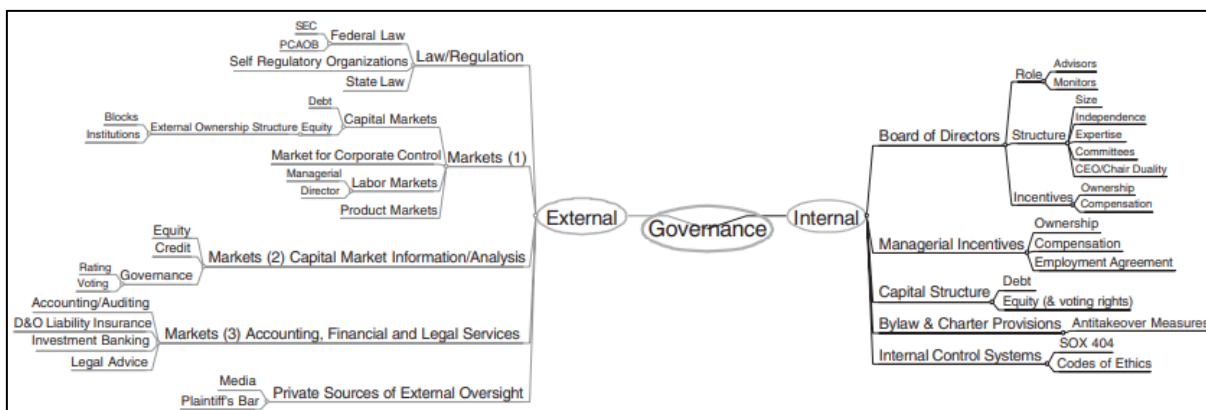 SEC
PCAOB
Federal Law
Self Regulatory Organizations
State Law
Law/Regulation
Blocks
Institutions
External Ownership Structure
Debt
Equity
Capital Markets
Market for Corporate Control
Managerial
Director
Labor Markets
Product Markets
Markets (1)
Equity
Credit
Rating
Voting
Governance
Markets (2) Capital Market Information/Analysis
Accounting/Auditing
D&O Liability Insurance
Investment Banking
Legal Advice
Markets (3) Accounting, Financial and Legal Services
Media
Plaintiff's Bar
Private Sources of External Oversight
External
Governance
Internal
Board of Directors
Role
Advisors
Monitors
Structure
Size
Independence
Expertise
Committees
CEO/Chair Duality
Incentives
Ownership
Compensation
Managerial Incentives
Ownership
Compensation
Employment Agreement
Capital Structure
Debt
Equity (& voting rights)
Bylaw & Charter Provisions
Antitakeover Measures
Internal Control Systems
SOX 404
Codes of Ethics